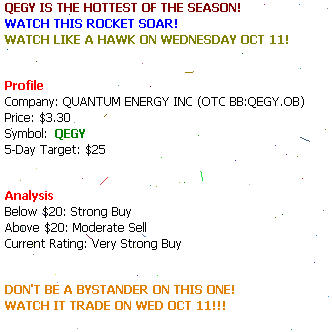 QEGY IS THE HOTTEST OF THE SEASON!
WATCH THIS ROCKET SOAR!
WATCH LIKE A HAWK ON WEDNESDAY OCT 11!
Profile
Company: QUANTUM ENERGY INC (OTC BB:QEGY.OB)
Price: $3.30
Symbol: QEGY
5-Day Target: $25
Analysis
Below $20: Strong Buy
Above $20: Moderate Sell
Current Rating: Very Strong Buy
DON'T BE A BYSTANDER ON THIS ONE!
WATCH IT TRADE ON WED OCT 11!!!